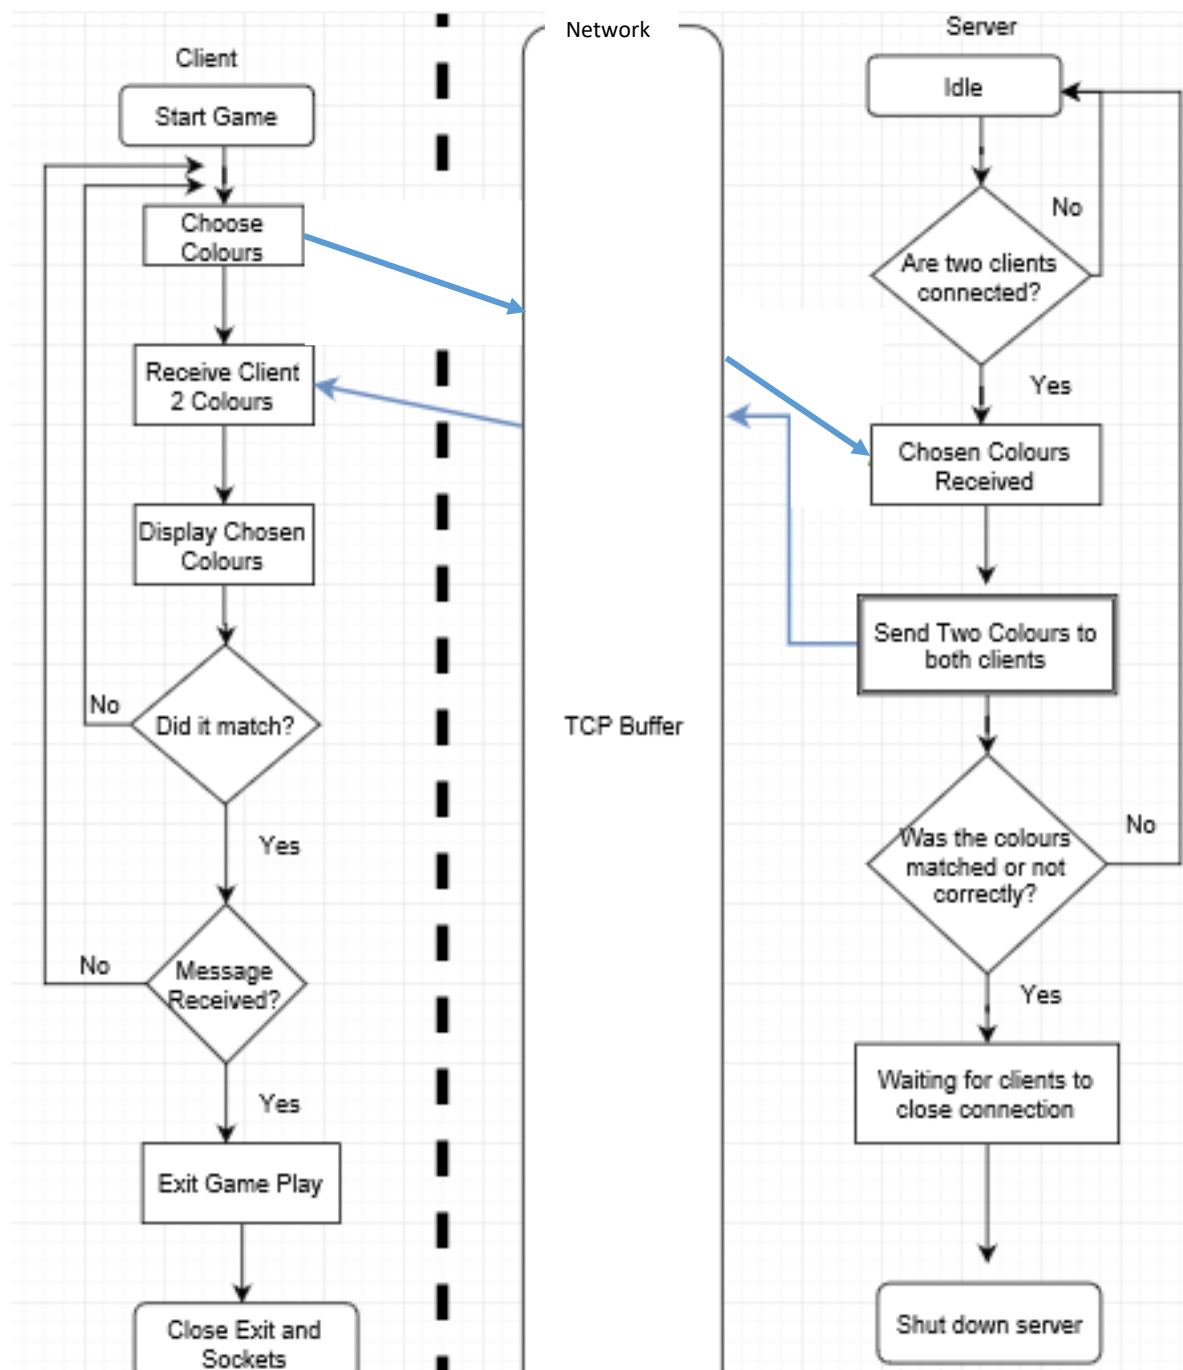 Network
Server
Client
Idle
Start Game
No
Choose
Colours
Are two clients
connected?
Receive Client
2 Colours
Yes
Chosen Colours
Received
Display Chosen
Colours
Send Two Colours to
both clients
No
Did it match?
TCP Buffer
Yes
Was the colours
matched or not
correctly?
No
No
Message
Received?
Yes
Yes
Waiting for clients to
close connection
Exit Game Play
Close Exit and
Sockets
Shut down server